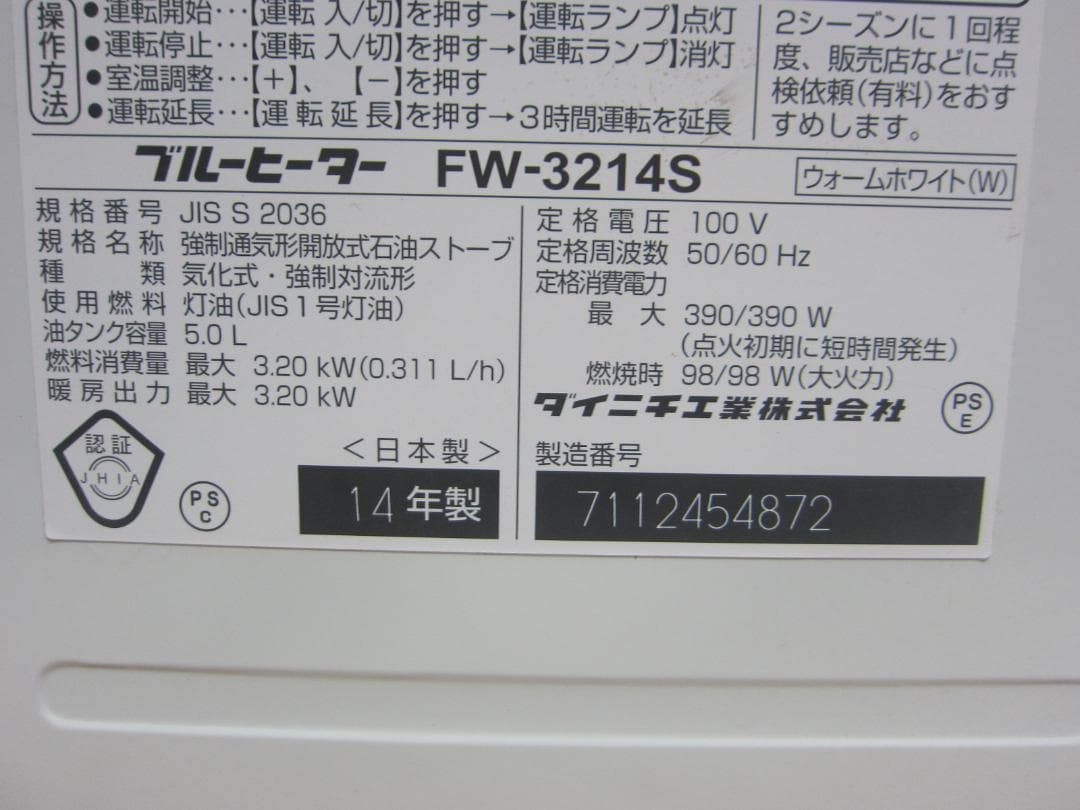 操作方法
●運転開始…【運転 入/切】を押す→【運転ランプ】点灯
●運転停止…【運転 入/切】を押す→【運転ランプ】消灯
●室温調整…【+】、【−】を押す
●運転延長…【運転延長】を押す→3時間運転を延長
2シーズンに1回程
度、販売店などに点
検依頼(有料)をおす
すめします。
ブルーヒーター FW-3214S
ウォームホワイト(W)
規格番号 JIS S 2036
規格名称 強制通気形開放式石油ストーブ
種類 気化式・強制対流形
使用燃料 灯油(JIS1号灯油)
油タンク容量 5.0 L
燃料消費量 最大 3.20 kW(0.311 L/h)
暖房出力 最大 3.20 kW
認証
JHIA
PS
C
<日本製>
14年製
定格電圧 100 V
定格周波数 50/60 Hz
定格消費電力
最大 390/390 W
(点火初期に短時間発生)
燃焼時 98/98 W(大火力)
ダイニチ工業株式会社
PS
E
製造番号
7112454872